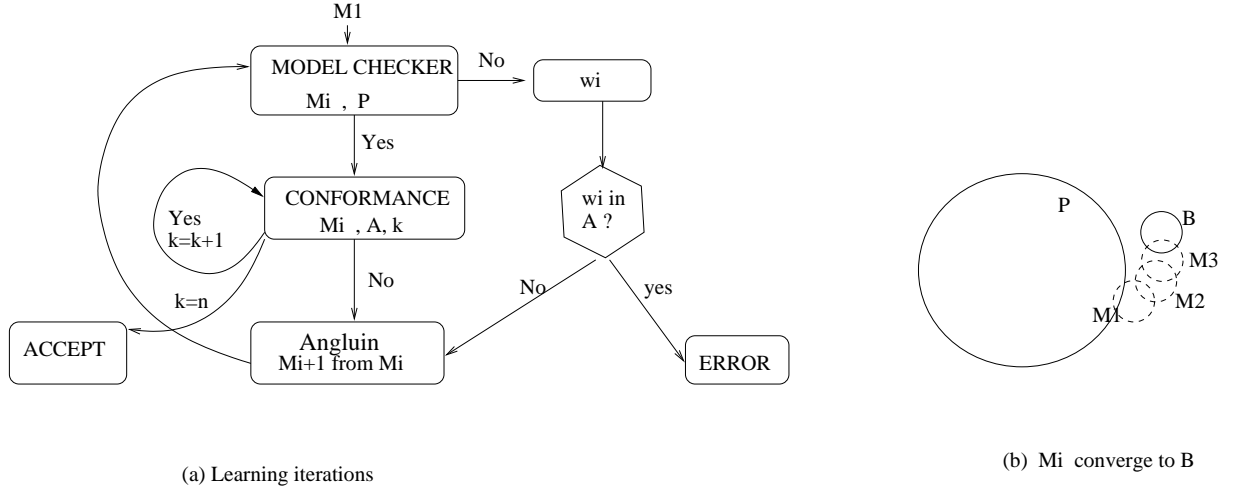 M1
MODEL CHECKER
Mi , P
No
wi
Yes
CONFORMANCE
Mi , A, k
wi in
A ?
Yes
k=k+1
No
No
yes
k=n
ACCEPT
Angluin
Mi+1 from Mi
ERROR
(a) Learning iterations
P
B
M3
M2
M1
(b) Mi converge to B